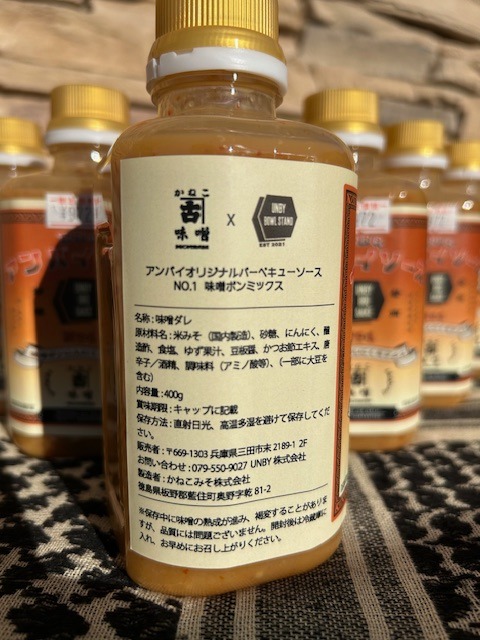 かねこ
味噌
X
UNBY
BOWL STAND
EST 2021
アンバイオリジナルバーベキューソース
NO.1 味噌ポンミックス
名称：味噌ダレ
原材料名：米みそ（国内製造）、砂糖、にんにく、醸
造酢、食塩、ゆず果汁、豆板醤、かつお節エキス、唐
辛子／酒精、調味料（アミノ酸等）、（一部に大豆を
含む）
内容量：400g
賞味期限：キャップに記載
保存方法：直射日光、高温多湿を避けて保存してくだ
さい。
販売者：〒669-1303 兵庫県三田市末 2189-1 2F
お問い合わせ：079-550-9027 UNBY 株式会社
製造者：かねこみそ株式会社
徳島県板野郡藍住町奥野字乾 81-2
※保存中に味噌の熟成が進み、褐変することがありま
すが、品質には問題ございません。開封後は冷蔵庫に
入れ、お早めにお召し上がりください。